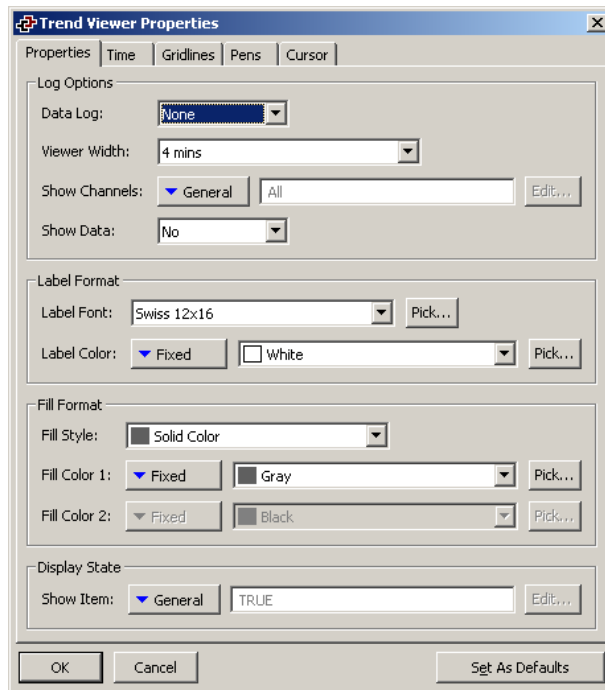 Trend Viewer Properties
Properties Time Gridlines Pens Cursor
Log Options
Data Log: None
Viewer Width: 4 mins
Show Channels: General All Edit...
Show Data: No
Label Format
Label Font: Swiss 12x16 Pick...
Label Color: Fixed White Pick...
Fill Format
Fill Style: Solid Color
Fill Color 1: Fixed Gray Pick...
Fill Color 2: Fixed Black Pick...
Display State
Show Item: General TRUE Edit...
OK Cancel Set As Defaults